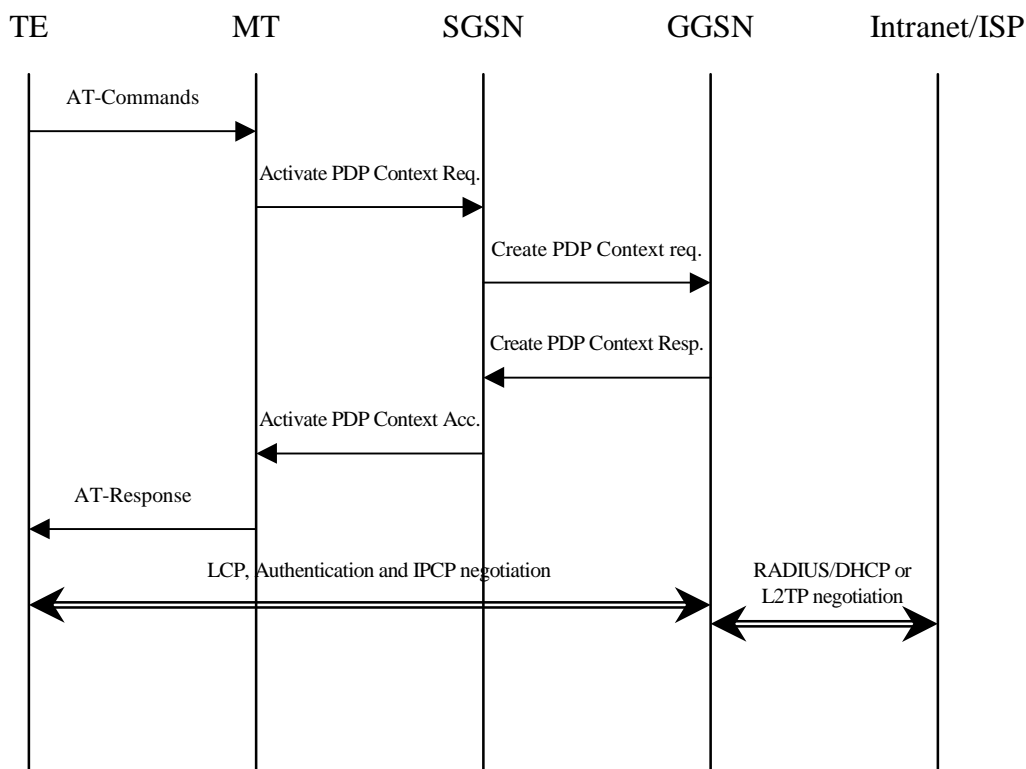 TE
MT
SGSN
GGSN
Intranet/ISP
AT-Commands
Activate PDP Context Req.
Create PDP Context req.
Create PDP Context Resp.
Activate PDP Context Acc.
AT-Response
LCP, Authentication and IPCP negotiation
RADIUS/DHCP or
L2TP negotiation